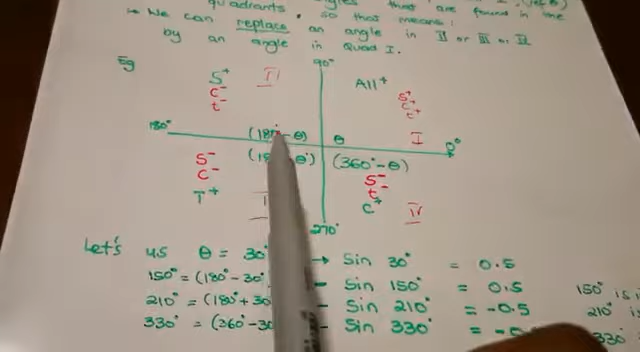 quadrants, so that means:
→ We can replace an angle in II or III or IV
by an angle in Quad I.
Eg
90°
S⁺ II All⁺
C⁻ S⁺
t⁻ C⁺
t⁺
180° (180°-θ) θ I 0°
S⁻ θ) (360°-θ)
C⁻ S⁻
T⁺ t⁻
C⁺ IV
270°
Let's us θ = 30° → Sin 30° = 0.5
150° = (180°-30° - Sin 150° = 0.5 150° is
210° = (180°+30° - Sin 210° = -0.5 210°
330° = (360°-30 - Sin 330° = 330